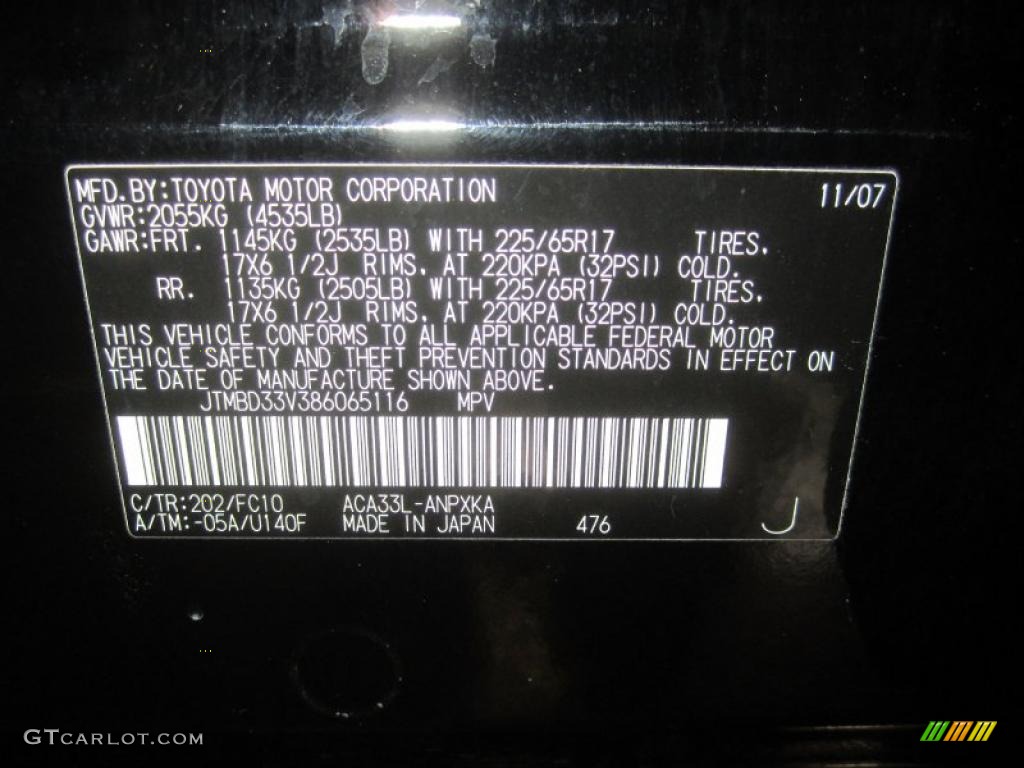 MFD.BY:TOYOTA MOTOR CORPORATION 11/07
GVWR:2055KG (4535LB)
GAWR:FRT. 1145KG (2535LB) WITH 225/65R17 TIRES.
17X6 1/2J RIMS. AT 220KPA (32PSI) COLD.
RR. 1135KG (2505LB) WITH 225/65R17 TIRES.
17X6 1/2J RIMS. AT 220KPA (32PSI) COLD.
THIS VEHICLE CONFORMS TO ALL APPLICABLE FEDERAL MOTOR
VEHICLE SAFETY AND THEFT PREVENTION STANDARDS IN EFFECT ON
THE DATE OF MANUFACTURE SHOWN ABOVE.
JTMBD33V386065116 MPV
C/TR:202/FC10 ACA33L-ANPXKA
A/TM:-05A/U140F MADE IN JAPAN 476 J
GTCARLOT.COM